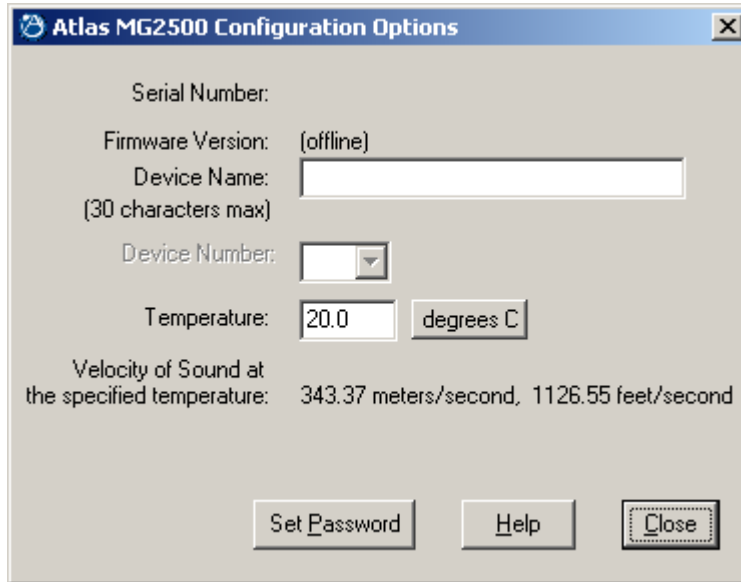 Atlas MG2500 Configuration Options
Serial Number:
Firmware Version: (offline)
Device Name:
(30 characters max)
Device Number:
Temperature: 20.0 degrees C
Velocity of Sound at
the specified temperature: 343.37 meters/second, 1126.55 feet/second
Set Password Help Close